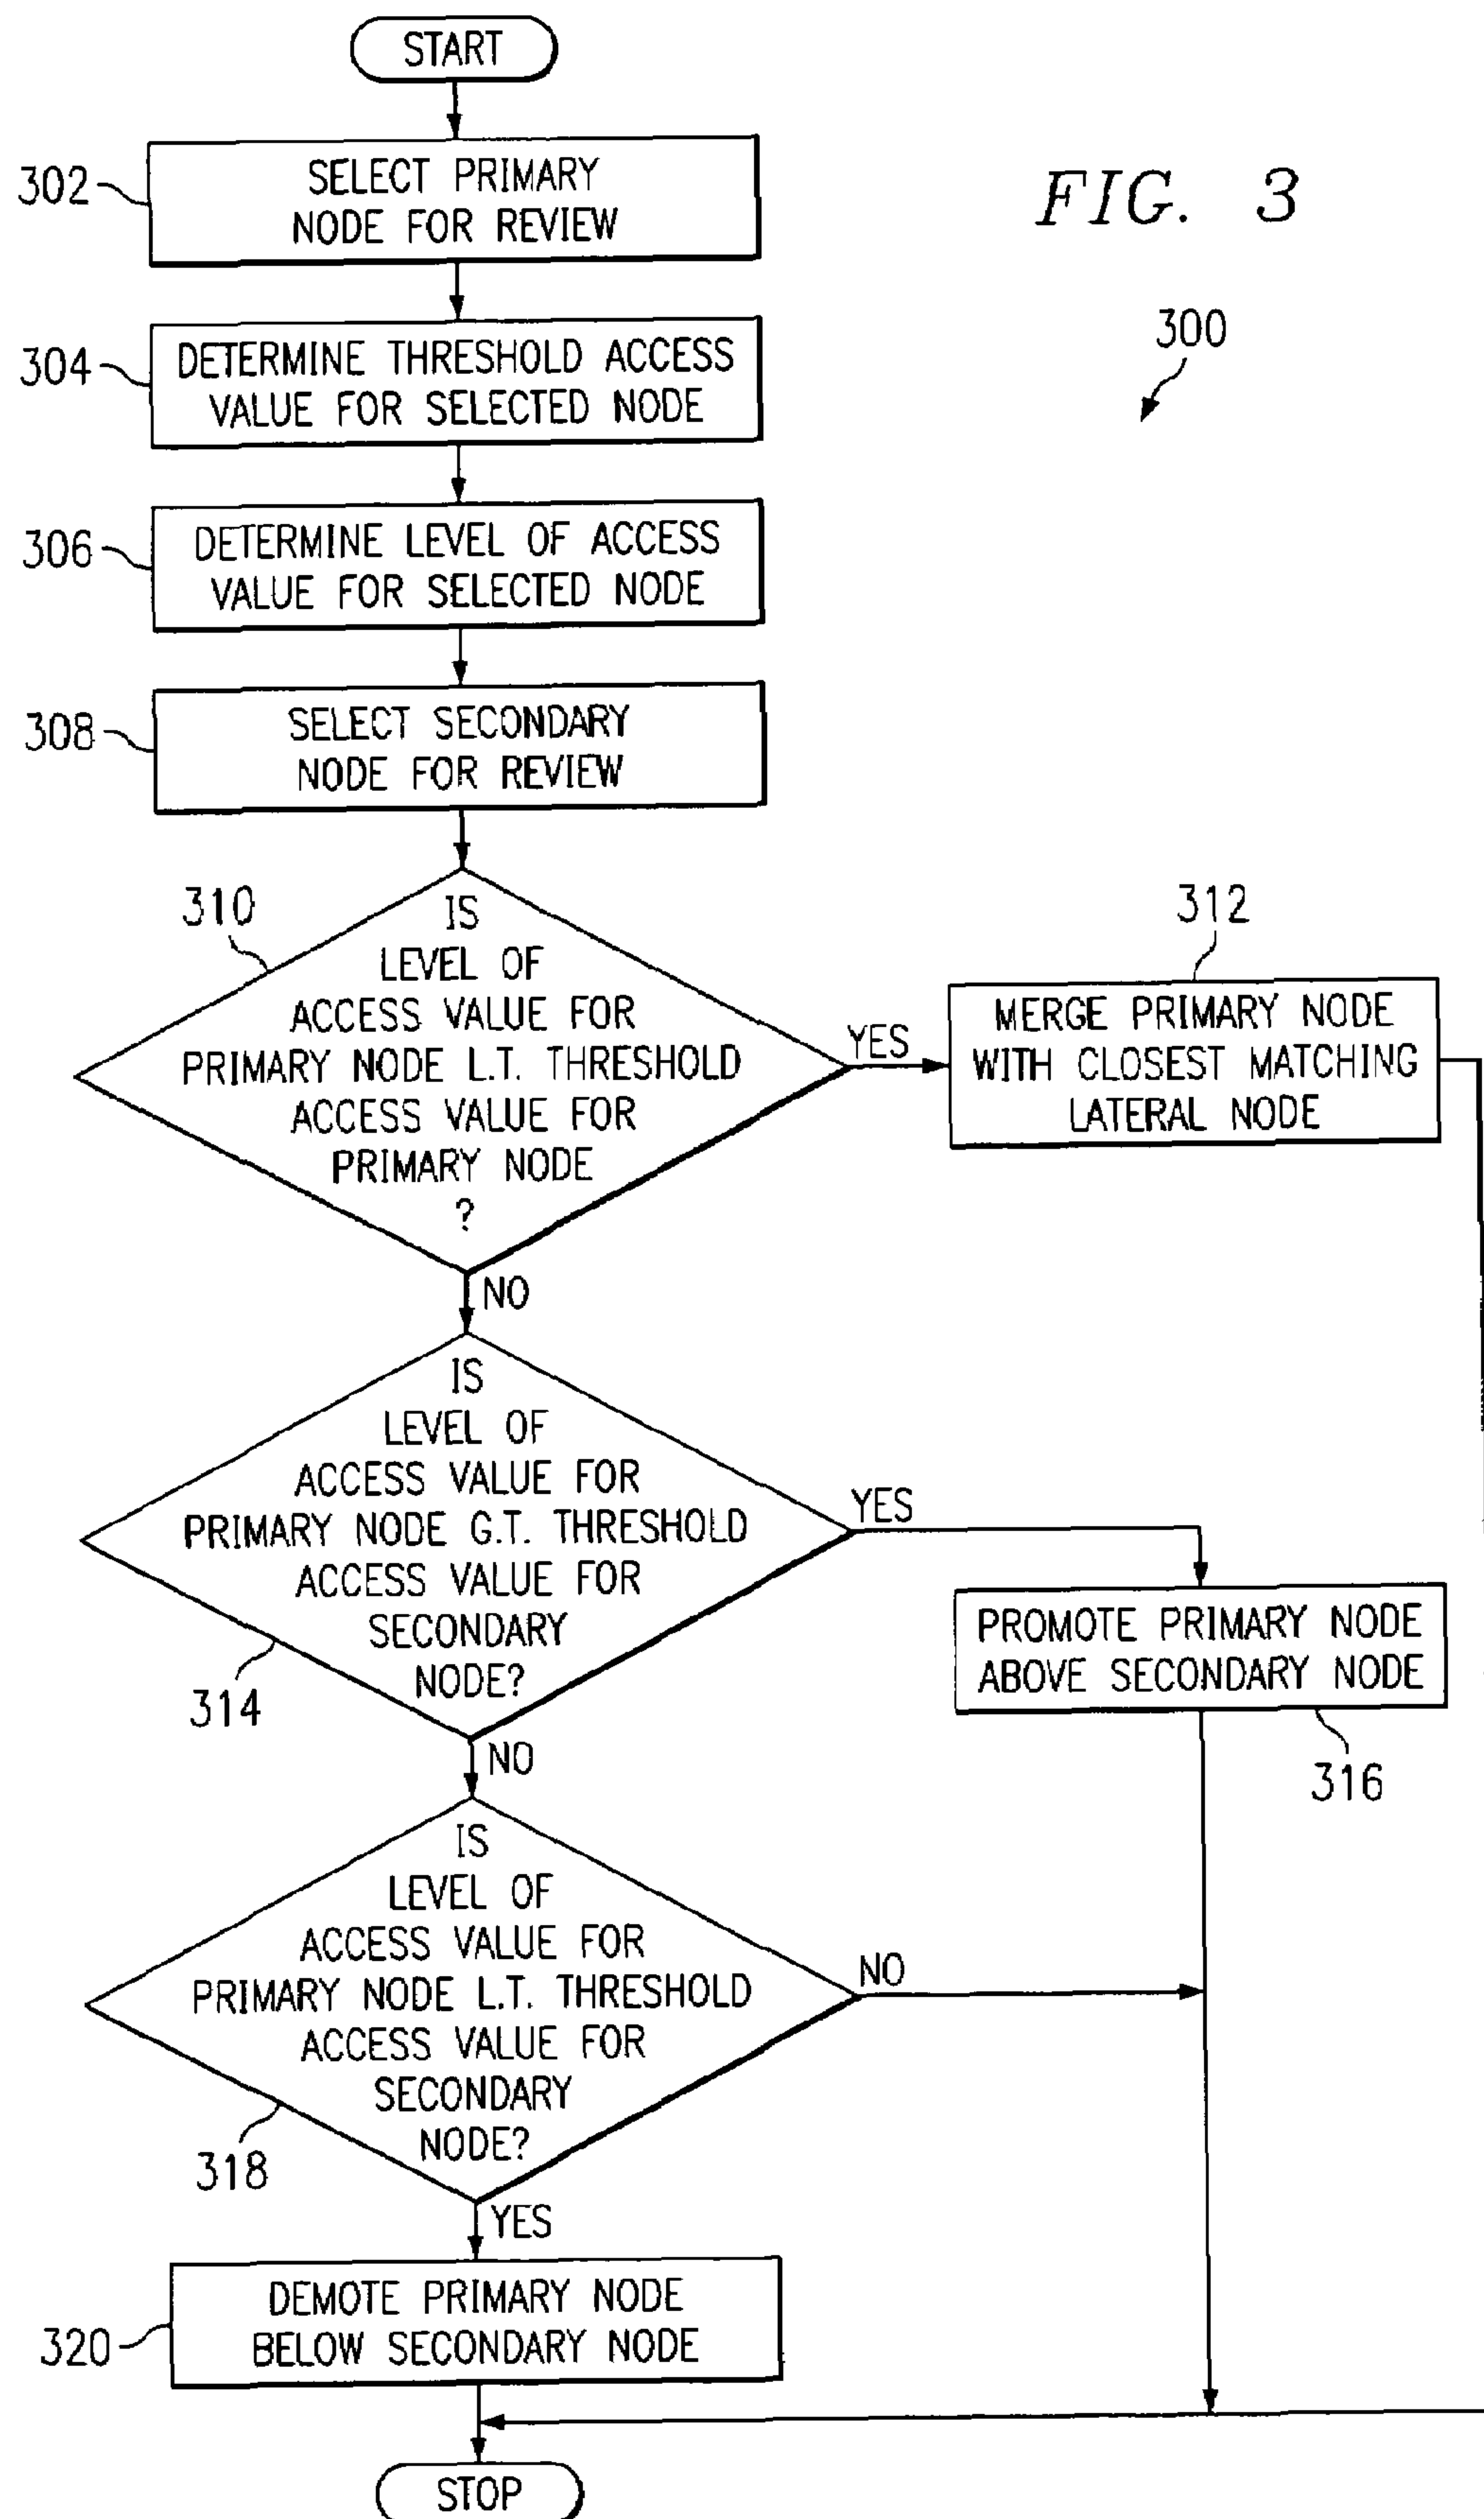 START
FIG. 3
302
SELECT PRIMARY
NODE FOR REVIEW
300
304
DETERMINE THRESHOLD ACCESS
VALUE FOR SELECTED NODE
306
DETERMINE LEVEL OF ACCESS
VALUE FOR SELECTED NODE
308
SELECT SECONDARY
NODE FOR REVIEW
310
IS
LEVEL OF
ACCESS VALUE FOR
PRIMARY NODE L.T. THRESHOLD
ACCESS VALUE FOR
PRIMARY NODE
?
YES
312
MERGE PRIMARY NODE
WITH CLOSEST MATCHING
LATERAL NODE
NO
IS
LEVEL OF
ACCESS VALUE FOR
PRIMARY NODE G.T. THRESHOLD
ACCESS VALUE FOR
SECONDARY
NODE?
314
YES
PROMOTE PRIMARY NODE
ABOVE SECONDARY NODE
316
NO
IS
LEVEL OF
ACCESS VALUE FOR
PRIMARY NODE L.T. THRESHOLD
ACCESS VALUE FOR
SECONDARY
NODE?
318
NO
YES
320
DEMOTE PRIMARY NODE
BELOW SECONDARY NODE
STOP